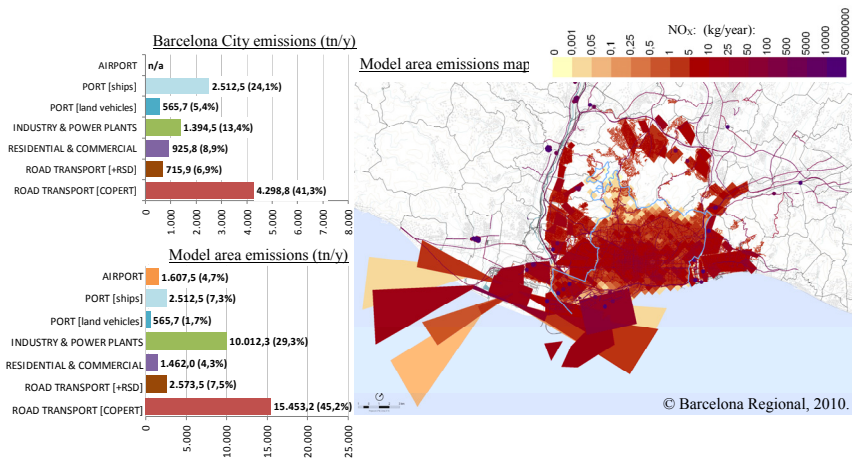 Barcelona City emissions (tn/y)
AIRPORT n/a
PORT [ships] 2.512,5 (24,1%)
PORT [land vehicles] 565,7 (5,4%)
INDUSTRY & POWER PLANTS 1.394,5 (13,4%)
RESIDENTIAL & COMMERCIAL 925,8 (8,9%)
ROAD TRANSPORT [+RSD] 715,9 (6,9%)
ROAD TRANSPORT [COPERT] 4.298,8 (41,3%)
0 1.000 2.000 3.000 4.000 5.000 6.000 7.000 8.000
Model area emissions (tn/y)
AIRPORT 1.607,5 (4,7%)
PORT [ships] 2.512,5 (7,3%)
PORT [land vehicles] 565,7 (1,7%)
INDUSTRY & POWER PLANTS 10.012,3 (29,3%)
RESIDENTIAL & COMMERCIAL 1.462,0 (4,3%)
ROAD TRANSPORT [+RSD] 2.573,5 (7,5%)
ROAD TRANSPORT [COPERT] 15.453,2 (45,2%)
0 5.000 10.000 15.000 20.000 25.000
NOX: (kg/year):
0 0,001 0,05 0,1 0,25 0,5 1 5 10 25 50 100 500 5000 50000000
Model area emissions map
© Barcelona Regional, 2010.